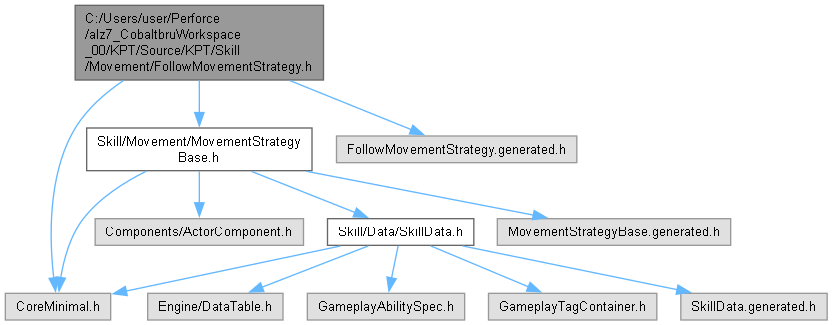 C:/Users/user/Perforce
/alz7_CobaltbruWorkspace
_00/KPT/Source/KPT/Skill
/Movement/FollowMovementStrategy.h
Skill/Movement/MovementStrategy
Base.h
FollowMovementStrategy.generated.h
Components/ActorComponent.h
Skill/Data/SkillData.h
MovementStrategyBase.generated.h
CoreMinimal.h
Engine/DataTable.h
GameplayAbilitySpec.h
GameplayTagContainer.h
SkillData.generated.h